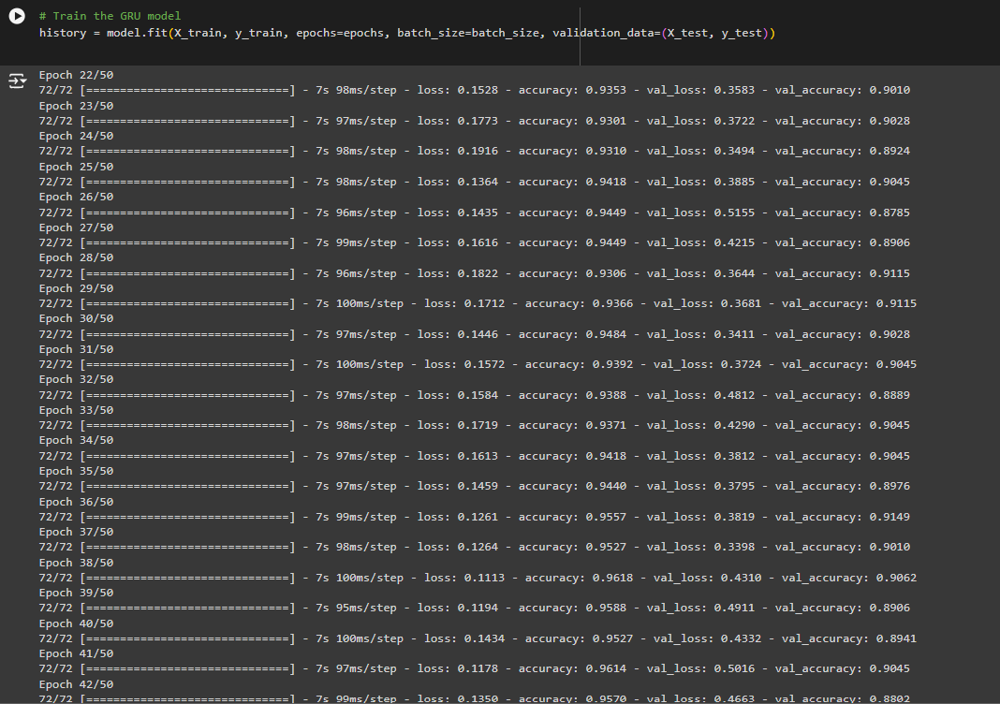 # Train the GRU model
history = model.fit(X_train, y_train, epochs=epochs, batch_size=batch_size, validation_data=(X_test, y_test))
Epoch 22/50
72/72 [==============================] - 7s 98ms/step - loss: 0.1528 - accuracy: 0.9353 - val_loss: 0.3583 - val_accuracy: 0.9010
Epoch 23/50
72/72 [==============================] - 7s 97ms/step - loss: 0.1773 - accuracy: 0.9301 - val_loss: 0.3722 - val_accuracy: 0.9028
Epoch 24/50
72/72 [==============================] - 7s 98ms/step - loss: 0.1916 - accuracy: 0.9310 - val_loss: 0.3494 - val_accuracy: 0.8924
Epoch 25/50
72/72 [==============================] - 7s 98ms/step - loss: 0.1364 - accuracy: 0.9418 - val_loss: 0.3885 - val_accuracy: 0.9045
Epoch 26/50
72/72 [==============================] - 7s 96ms/step - loss: 0.1435 - accuracy: 0.9449 - val_loss: 0.5155 - val_accuracy: 0.8785
Epoch 27/50
72/72 [==============================] - 7s 99ms/step - loss: 0.1616 - accuracy: 0.9449 - val_loss: 0.4215 - val_accuracy: 0.8906
Epoch 28/50
72/72 [==============================] - 7s 96ms/step - loss: 0.1822 - accuracy: 0.9306 - val_loss: 0.3644 - val_accuracy: 0.9115
Epoch 29/50
72/72 [==============================] - 7s 100ms/step - loss: 0.1712 - accuracy: 0.9366 - val_loss: 0.3681 - val_accuracy: 0.9115
Epoch 30/50
72/72 [==============================] - 7s 97ms/step - loss: 0.1446 - accuracy: 0.9484 - val_loss: 0.3411 - val_accuracy: 0.9028
Epoch 31/50
72/72 [==============================] - 7s 100ms/step - loss: 0.1572 - accuracy: 0.9392 - val_loss: 0.3724 - val_accuracy: 0.9045
Epoch 32/50
72/72 [==============================] - 7s 97ms/step - loss: 0.1584 - accuracy: 0.9388 - val_loss: 0.4812 - val_accuracy: 0.8889
Epoch 33/50
72/72 [==============================] - 7s 98ms/step - loss: 0.1719 - accuracy: 0.9371 - val_loss: 0.4290 - val_accuracy: 0.9045
Epoch 34/50
72/72 [==============================] - 7s 97ms/step - loss: 0.1613 - accuracy: 0.9418 - val_loss: 0.3812 - val_accuracy: 0.9045
Epoch 35/50
72/72 [==============================] - 7s 97ms/step - loss: 0.1459 - accuracy: 0.9440 - val_loss: 0.3795 - val_accuracy: 0.8976
Epoch 36/50
72/72 [==============================] - 7s 99ms/step - loss: 0.1261 - accuracy: 0.9557 - val_loss: 0.3819 - val_accuracy: 0.9149
Epoch 37/50
72/72 [==============================] - 7s 98ms/step - loss: 0.1264 - accuracy: 0.9527 - val_loss: 0.3398 - val_accuracy: 0.9010
Epoch 38/50
72/72 [==============================] - 7s 100ms/step - loss: 0.1113 - accuracy: 0.9618 - val_loss: 0.4310 - val_accuracy: 0.9062
Epoch 39/50
72/72 [==============================] - 7s 95ms/step - loss: 0.1194 - accuracy: 0.9588 - val_loss: 0.4911 - val_accuracy: 0.8906
Epoch 40/50
72/72 [==============================] - 7s 100ms/step - loss: 0.1434 - accuracy: 0.9527 - val_loss: 0.4332 - val_accuracy: 0.8941
Epoch 41/50
72/72 [==============================] - 7s 97ms/step - loss: 0.1178 - accuracy: 0.9614 - val_loss: 0.5016 - val_accuracy: 0.9045
Epoch 42/50
72/72 [==============================] - 7s 99ms/step - loss: 0.1350 - accuracy: 0.9570 - val_loss: 0.4663 - val_accuracy: 0.8802